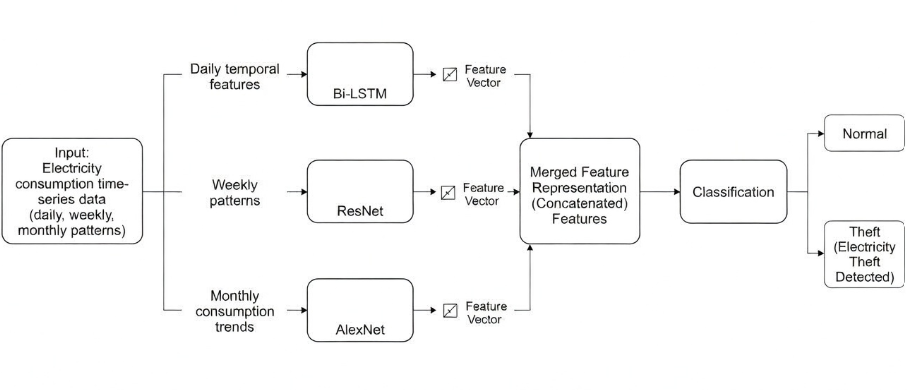 Input:
Electricity
consumption time-
series data
(daily, weekly,
monthly patterns)
Daily temporal
features
Bi-LSTM
Feature
Vector
Weekly
patterns
ResNet
Feature
Vector
Monthly
consumption
trends
AlexNet
Feature
Vector
Merged Feature
Representation
(Concatenated)
Features
Classification
Normal
Theft
(Electricity
Theft
Detected)